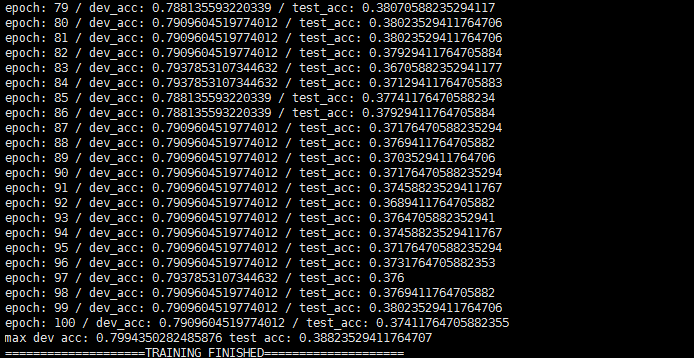 epoch: 79 / dev_acc: 0.788135593220339 / test_acc: 0.38070588235294117
epoch: 80 / dev_acc: 0.7909604519774012 / test_acc: 0.38023529411764706
epoch: 81 / dev_acc: 0.7909604519774012 / test_acc: 0.38023529411764706
epoch: 82 / dev_acc: 0.7909604519774012 / test_acc: 0.37929411764705884
epoch: 83 / dev_acc: 0.7937853107344632 / test_acc: 0.36705882352941177
epoch: 84 / dev_acc: 0.7937853107344632 / test_acc: 0.37129411764705883
epoch: 85 / dev_acc: 0.788135593220339 / test_acc: 0.37741176470588234
epoch: 86 / dev_acc: 0.788135593220339 / test_acc: 0.37929411764705884
epoch: 87 / dev_acc: 0.7909604519774012 / test_acc: 0.37176470588235294
epoch: 88 / dev_acc: 0.7909604519774012 / test_acc: 0.3769411764705882
epoch: 89 / dev_acc: 0.7909604519774012 / test_acc: 0.3703529411764706
epoch: 90 / dev_acc: 0.7909604519774012 / test_acc: 0.37176470588235294
epoch: 91 / dev_acc: 0.7909604519774012 / test_acc: 0.37458823529411767
epoch: 92 / dev_acc: 0.7909604519774012 / test_acc: 0.3689411764705882
epoch: 93 / dev_acc: 0.7909604519774012 / test_acc: 0.3764705882352941
epoch: 94 / dev_acc: 0.7909604519774012 / test_acc: 0.37458823529411767
epoch: 95 / dev_acc: 0.7909604519774012 / test_acc: 0.37176470588235294
epoch: 96 / dev_acc: 0.7909604519774012 / test_acc: 0.3731764705882353
epoch: 97 / dev_acc: 0.7937853107344632 / test_acc: 0.376
epoch: 98 / dev_acc: 0.7909604519774012 / test_acc: 0.3769411764705882
epoch: 99 / dev_acc: 0.7909604519774012 / test_acc: 0.38023529411764706
epoch: 100 / dev_acc: 0.7909604519774012 / test_acc: 0.37411764705882355
max dev acc: 0.7994350282485876 test acc: 0.38823529411764707
====================TRAINING FINISHED====================